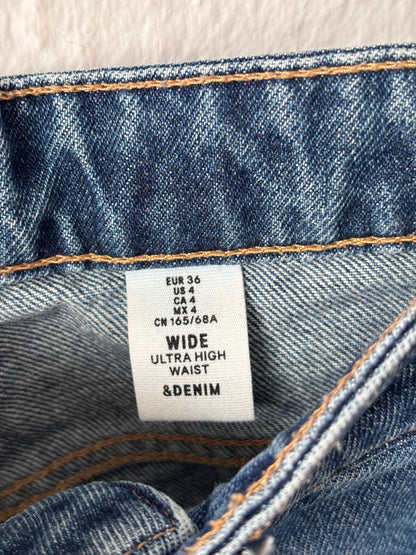 EUR 36
US 4
CA 4
MX 4
CN 165/68A
WIDE
ULTRA HIGH
WAIST
&DENIM